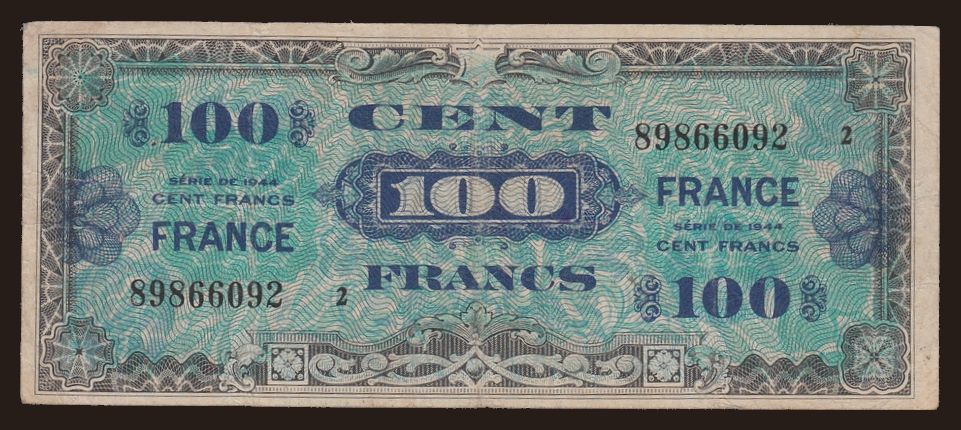 100
CENT
89866092 2
SÉRIE DE 1944
CENT FRANCS
FRANCE
100
FRANCE
SÉRIE DE 1944
CENT FRANCS
89866092 2
FRANCS
100